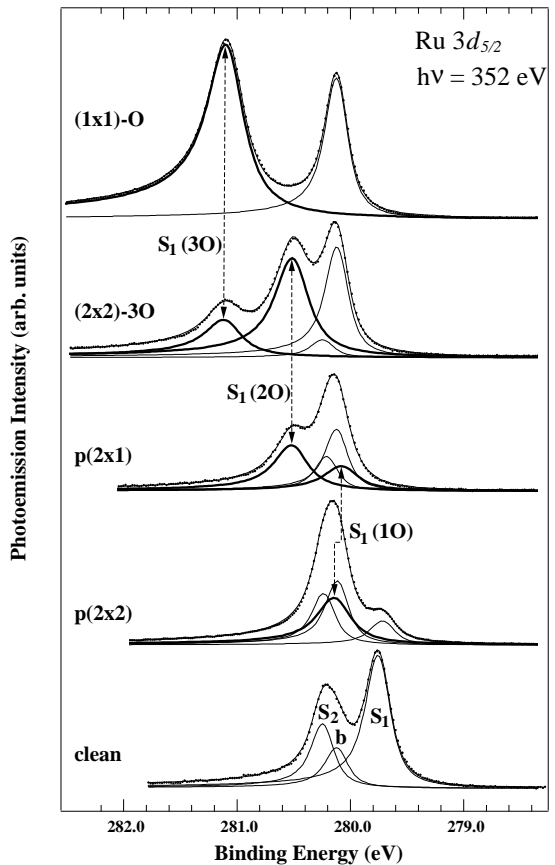 Ru 3d5/2
hν = 352 eV
(1x1)-O
S1 (3O)
(2x2)-3O
S1 (2O)
p(2x1)
S1 (1O)
p(2x2)
S2
b
S1
clean
Photoemission Intensity (arb. units)
282.0 281.0 280.0 279.0
Binding Energy (eV)